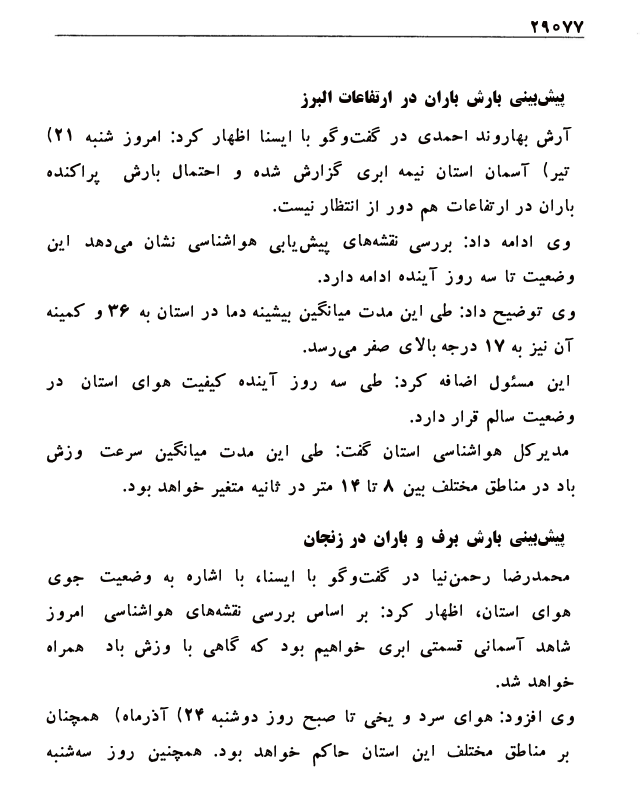 ۲۹۰۷۷
پیش‌بینی بارش باران در ارتفاعات البرز
آرش بهاروند احمدی در گفت‌وگو با ایسنا اظهار کرد: امروز شنبه ۲۱)
تیر) آسمان استان نیمه ابری گزارش شده و احتمال بارش پراکنده
باران در ارتفاعات هم دور از انتظار نیست.
وی ادامه داد: بررسی نقشه‌های پیش‌یابی هواشناسی نشان می‌دهد این
وضعیت تا سه روز آینده ادامه دارد.
وی توضیح داد: طی این مدت میانگین بیشینه دما در استان به ۳۶ و کمینه
آن نیز به ۱۷ درجه بالای صفر می‌رسد.
این مسئول اضافه کرد: طی سه روز آینده کیفیت هوای استان در
وضعیت سالم قرار دارد.
مدیرکل هواشناسی استان گفت: طی این مدت میانگین سرعت وزش
باد در مناطق مختلف بین ۸ تا ۱۴ متر در ثانیه متغیر خواهد بود.
پیش‌بینی بارش برف و باران در زنجان
محمدرضا رحمن‌نیا در گفت‌وگو با ایسنا، با اشاره به وضعیت جوی
هوای استان، اظهار کرد: بر اساس بررسی نقشه‌های هواشناسی امروز
شاهد آسمانی قسمتی ابری خواهیم بود که گاهی با وزش باد همراه
خواهد شد.
وی افزود: هوای سرد و یخی تا صبح روز دوشنبه ۲۴) آذرماه) همچنان
بر مناطق مختلف این استان حاکم خواهد بود. همچنین روز سه‌شنبه